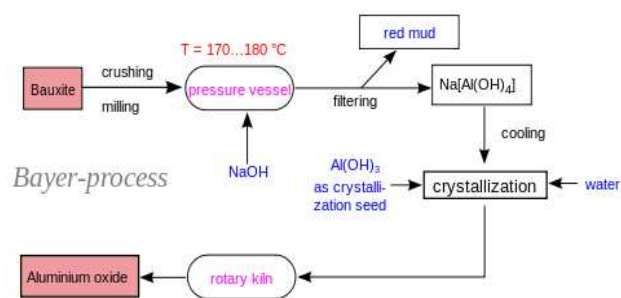 T = 170...180 °C
red mud
Bauxite
crushing
milling
pressure vessel
filtering
Na[Al(OH)₄]
NaOH
cooling
Bayer-process
Al(OH)₃
as crystalli-
zation seed
crystallization
water
Aluminium oxide
rotary kiln